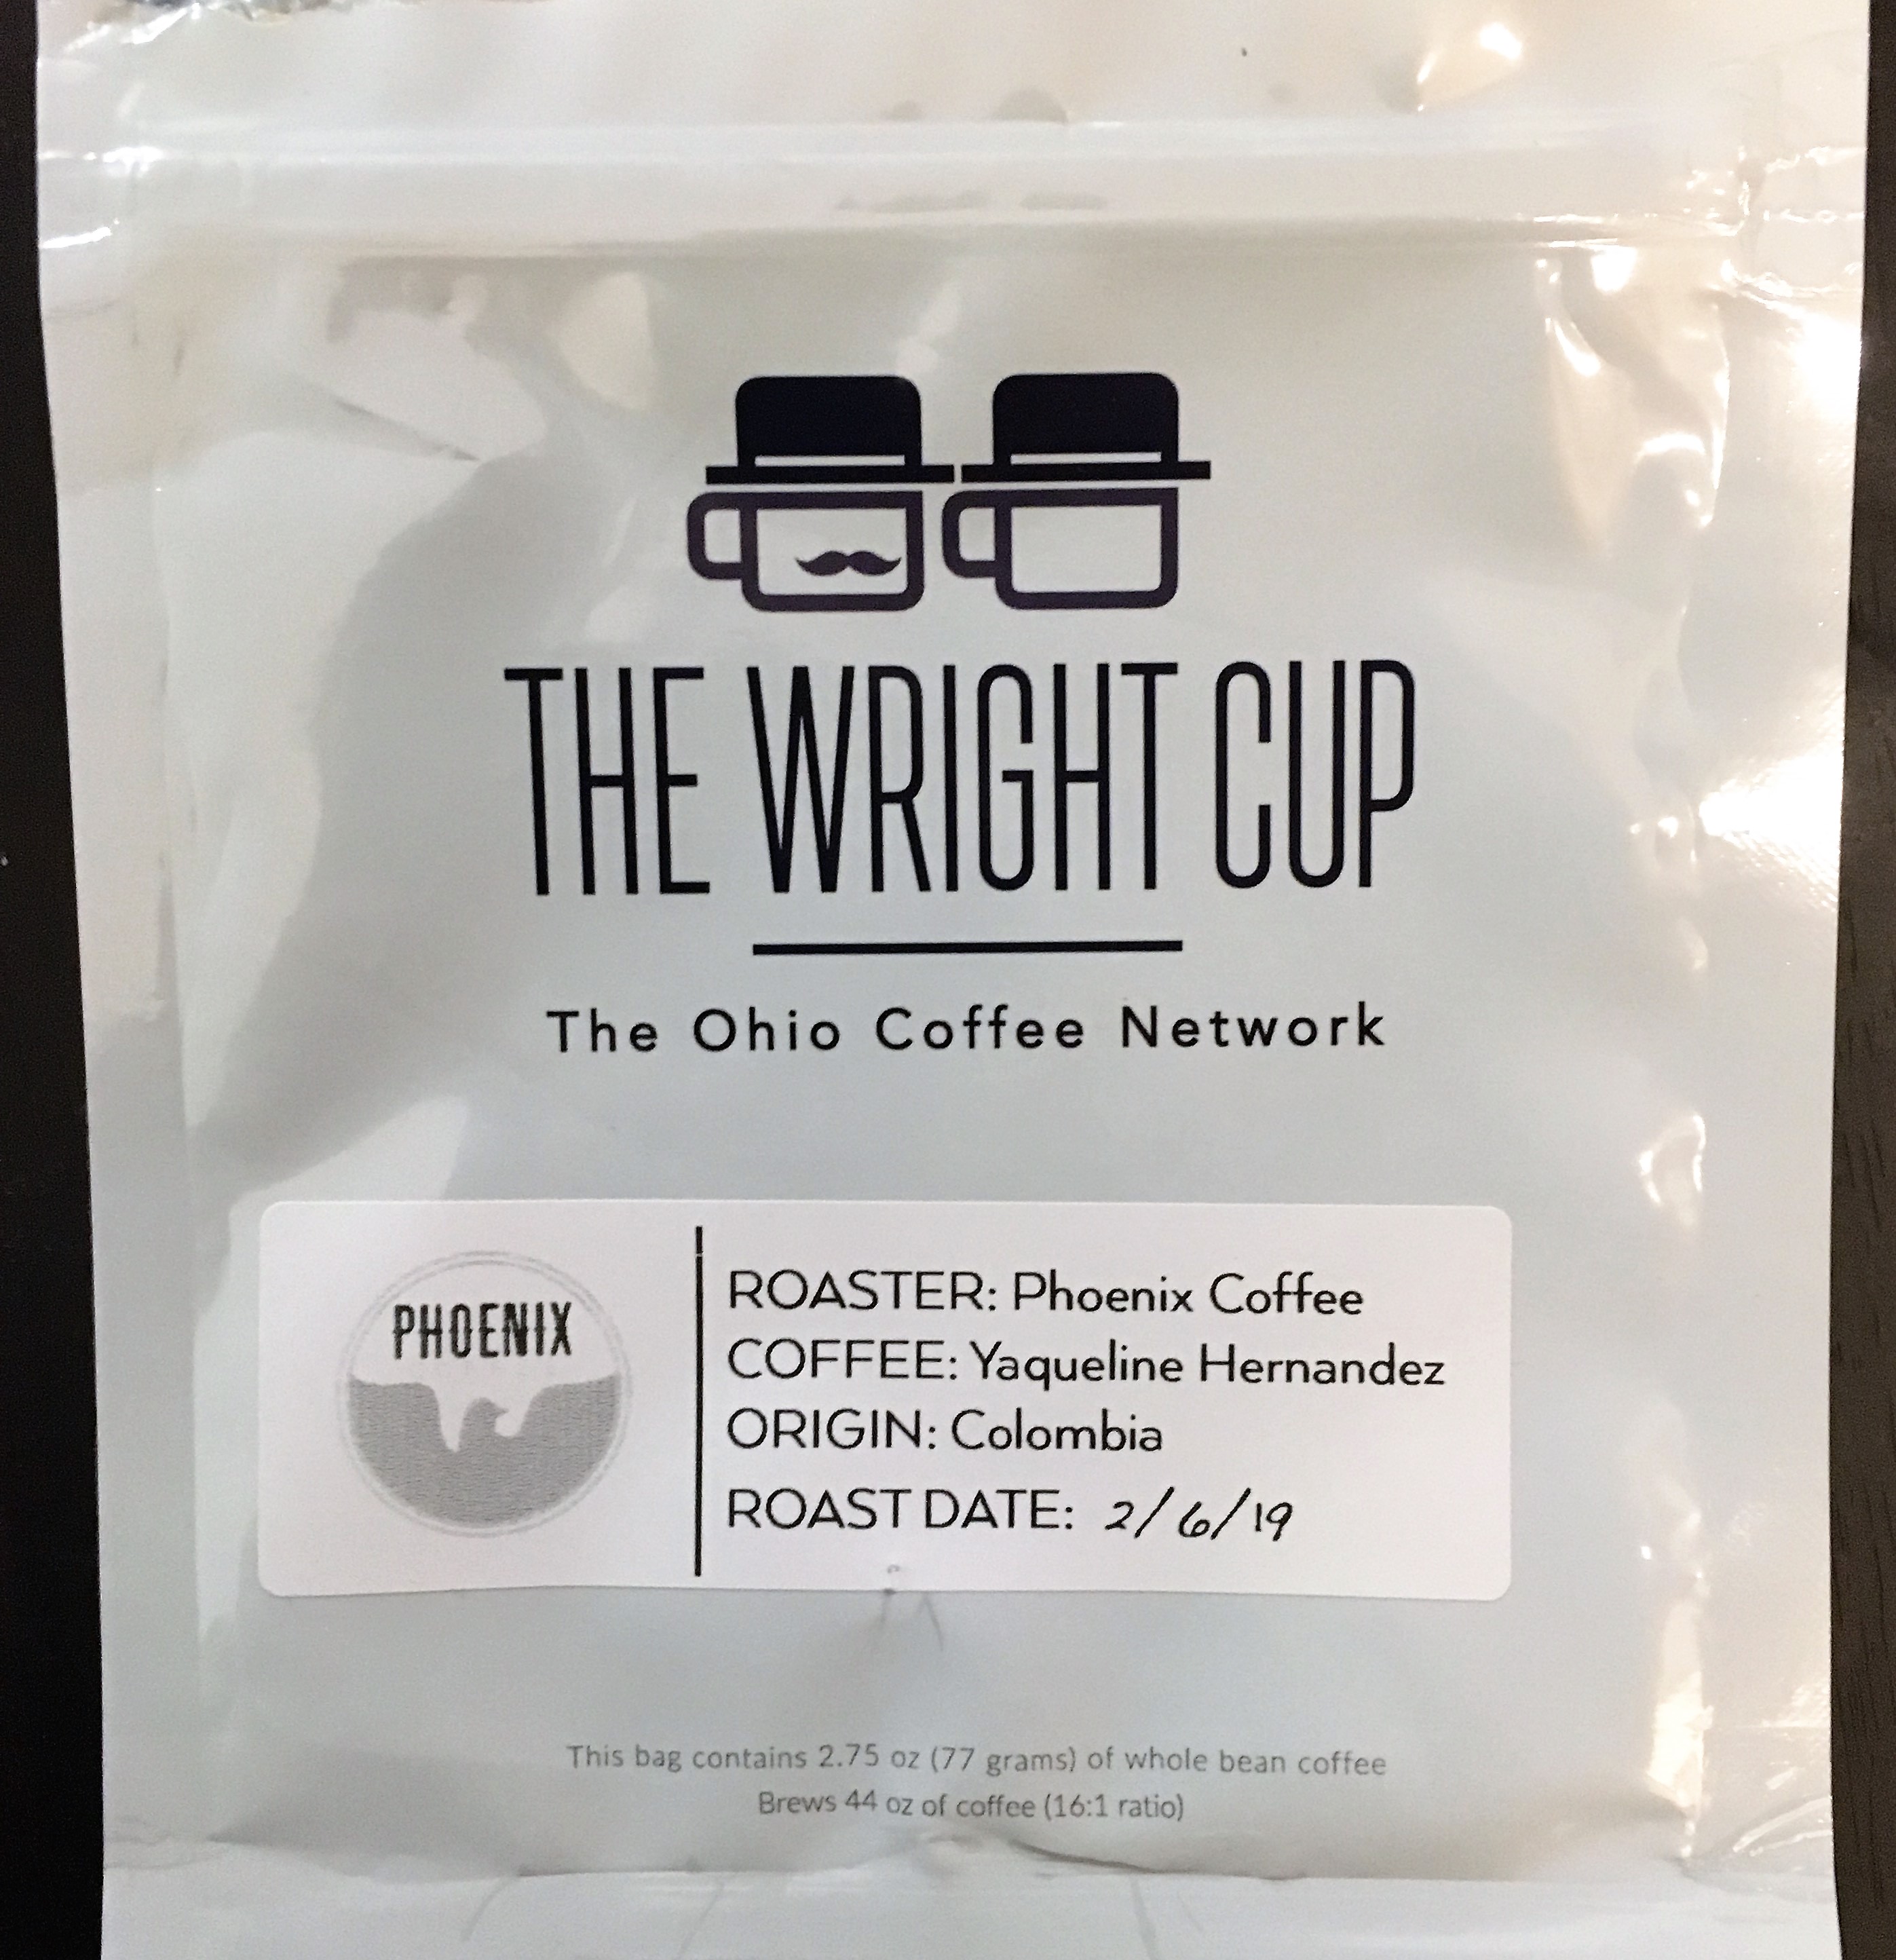 THE WRIGHT CUP
The Ohio Coffee Network
PHOENIX
ROASTER: Phoenix Coffee
COFFEE: Yaqueline Hernandez
ORIGIN: Colombia
ROAST DATE: 2/6/19
This bag contains 2.75 oz (77 grams) of whole bean coffee
Brews 44 oz of coffee (16:1 ratio)